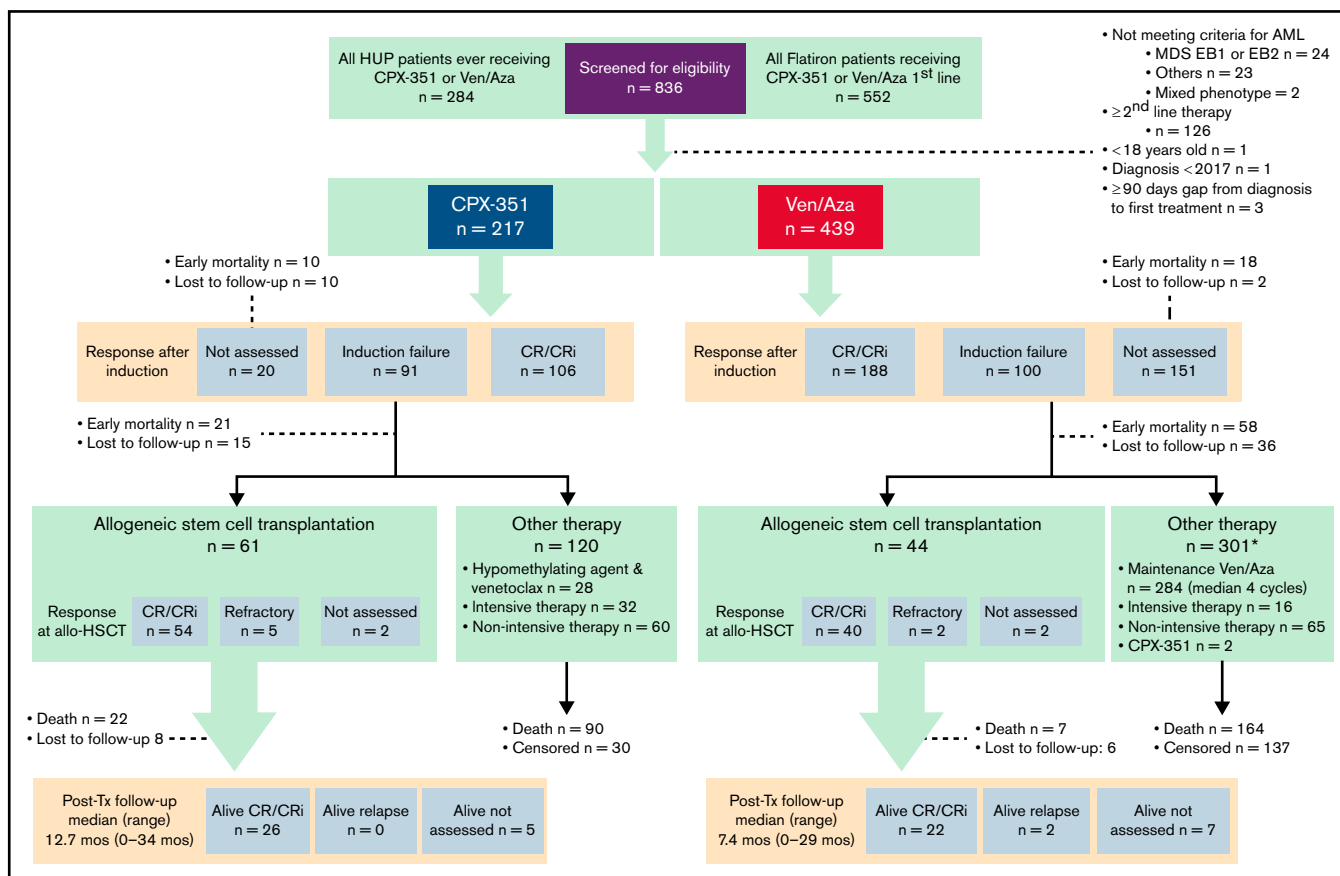 All HUP patients ever receiving
CPX-351 or Ven/Aza
n = 284
Screened for eligibility
n = 836
All Flatiron patients receiving
CPX-351 or Ven/Aza 1st line
n = 552
• Not meeting criteria for AML
• MDS EB1 or EB2 n = 24
• Others n = 23
• Mixed phenotype = 2
• ≥2nd line therapy
• n = 126
• <18 years old n = 1
• Diagnosis <2017 n = 1
• ≥90 days gap from diagnosis
to first treatment n = 3
CPX-351
n = 217
Ven/Aza
n = 439
• Early mortality n = 10
• Lost to follow-up n = 10
• Early mortality n = 18
• Lost to follow-up n = 2
Response after
induction
Not assessed
n = 20
Induction failure
n = 91
CR/CRi
n = 106
Response after
induction
CR/CRi
n = 188
Induction failure
n = 100
Not assessed
n = 151
• Early mortality n = 21
• Lost to follow-up n = 15
• Early mortality n = 58
• Lost to follow-up n = 36
Allogeneic stem cell transplantation
n = 61
Response
at allo-HSCT
CR/CRi
n = 54
Refractory
n = 5
Not assessed
n = 2
Other therapy
n = 120
• Hypomethylating agent &
venetoclax n = 28
• Intensive therapy n = 32
• Non-intensive therapy n = 60
Allogeneic stem cell transplantation
n = 44
Response
at allo-HSCT
CR/CRi
n = 40
Refractory
n = 2
Not assessed
n = 2
Other therapy
n = 301*
• Maintenance Ven/Aza
n = 284 (median 4 cycles)
• Intensive therapy n = 16
• Non-intensive therapy n = 65
• CPX-351 n = 2
• Death n = 22
• Lost to follow-up 8
• Death n = 90
• Censored n = 30
• Death n = 7
• Lost to follow-up: 6
• Death n = 164
• Censored n = 137
Post-Tx follow-up
median (range)
12.7 mos (0–34 mos)
Alive CR/CRi
n = 26
Alive relapse
n = 0
Alive not
assessed n = 5
Post-Tx follow-up
median (range)
7.4 mos (0–29 mos)
Alive CR/CRi
n = 22
Alive relapse
n = 2
Alive not
assessed n = 7